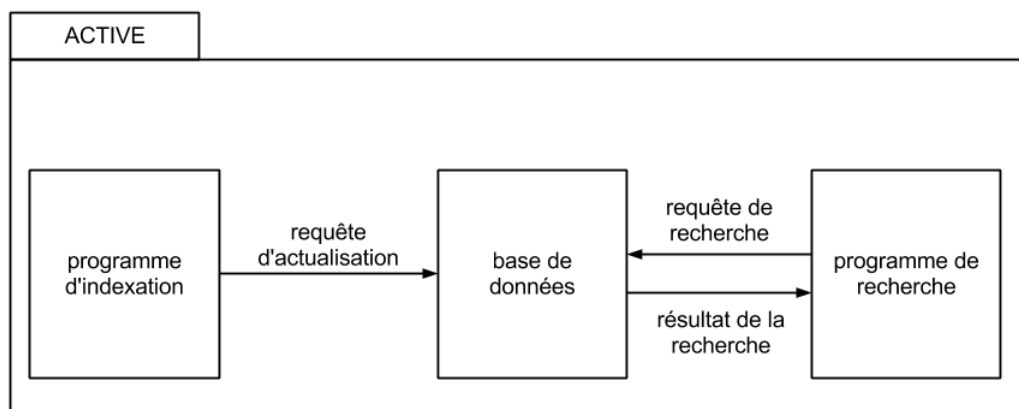 ACTIVE
programme
d'indexation
requête
d'actualisation
base de
données
requête de
recherche
résultat de la
recherche
programme de
recherche